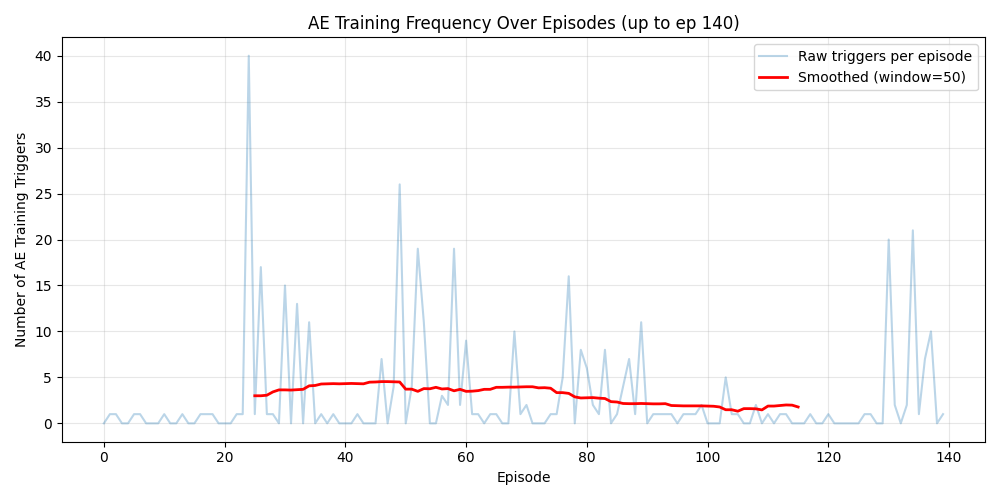 AE Training Frequency Over Episodes (up to ep 140)
Raw triggers per episode
Smoothed (window=50)
Number of AE Training Triggers
40
35
30
25
20
15
10
5
0
0 20 40 60 80 100 120 140
Episode